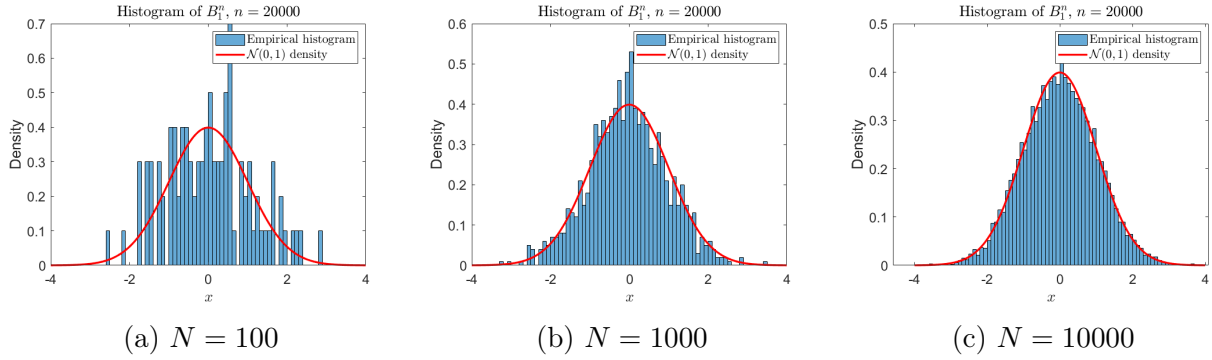 Histogram of $B_1^n$, $n = 20000$
0.7
0.6
0.5
0.4
0.3
0.2
0.1
0
Density
Empirical histogram
$\mathcal{N}(0,1)$ density
-4 -2 0 2 4
$x$
(a) $N = 100$
Histogram of $B_1^n$, $n = 20000$
0.6
0.5
0.4
0.3
0.2
0.1
0
Density
Empirical histogram
$\mathcal{N}(0,1)$ density
-4 -2 0 2 4
$x$
(b) $N = 1000$
Histogram of $B_1^n$, $n = 20000$
0.5
0.4
0.3
0.2
0.1
0
Density
Empirical histogram
$\mathcal{N}(0,1)$ density
-4 -2 0 2 4
$x$
(c) $N = 10000$